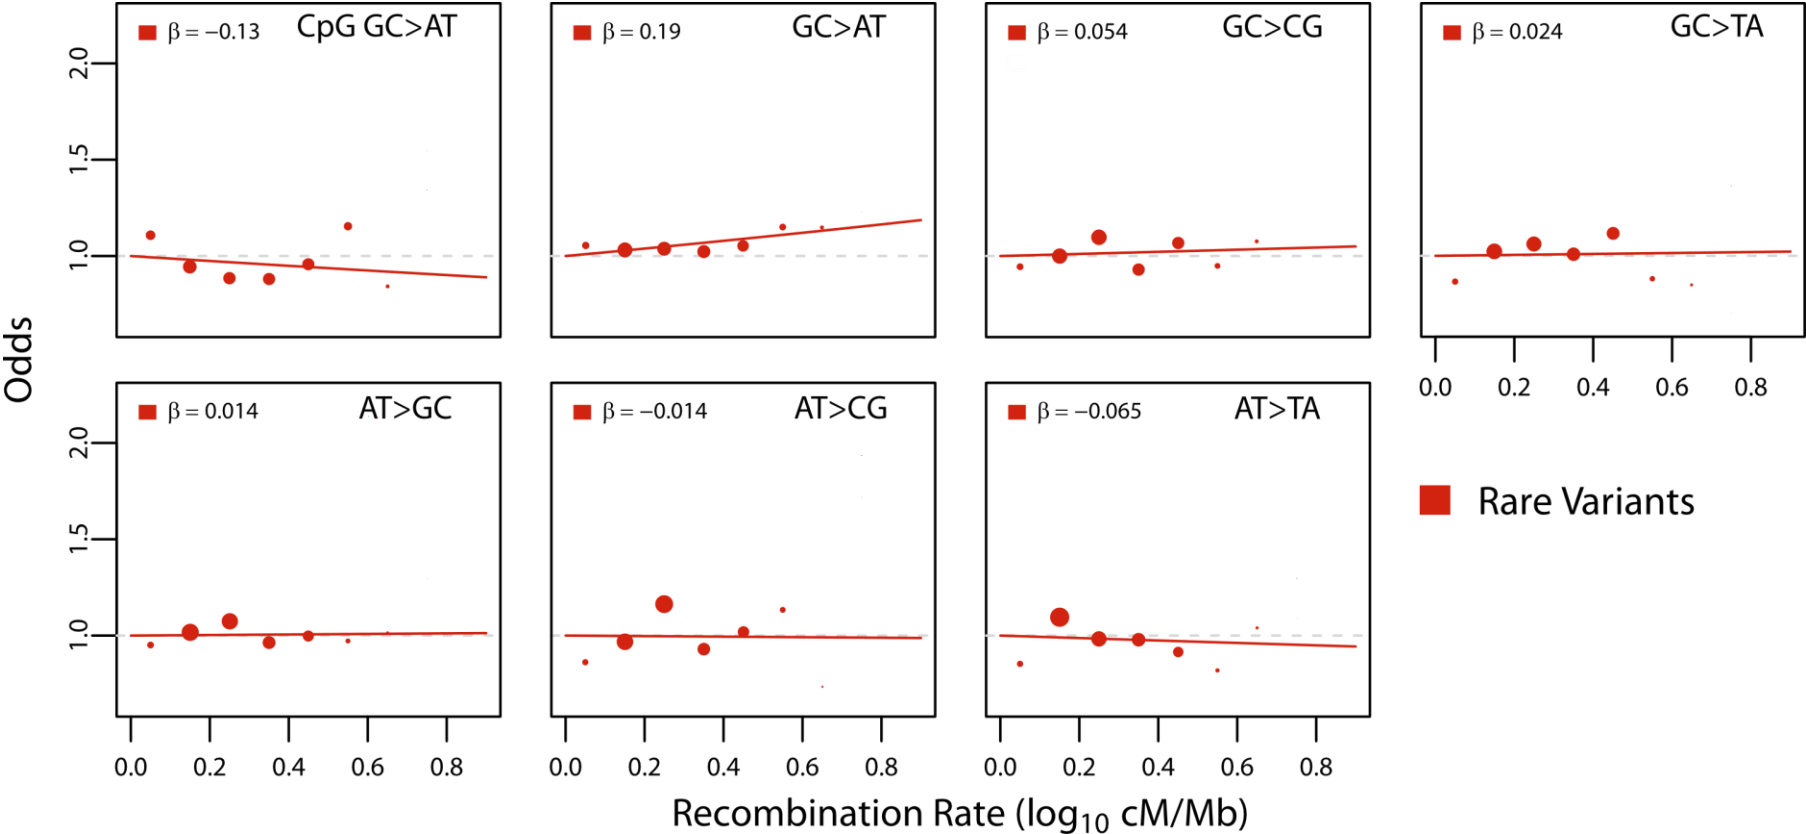 β = −0.13 CpG GC>AT
β = 0.19 GC>AT
β = 0.054 GC>CG
β = 0.024 GC>TA
2.0
1.5
1.0
0.0 0.2 0.4 0.6 0.8
Odds
β = 0.014 AT>GC
β = −0.014 AT>CG
β = −0.065 AT>TA
2.0
1.5
1.0
Rare Variants
0.0 0.2 0.4 0.6 0.8
0.0 0.2 0.4 0.6 0.8
0.0 0.2 0.4 0.6 0.8
Recombination Rate (log10 cM/Mb)